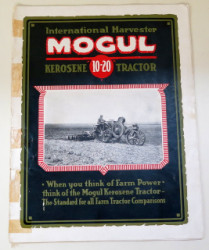 International Harvester
MOGUL
KEROSENE 10-20 TRACTOR
• When you think of Farm Power •
think of the Mogul Kerosene Tractor -
The Standard for all Farm Tractor Comparisons